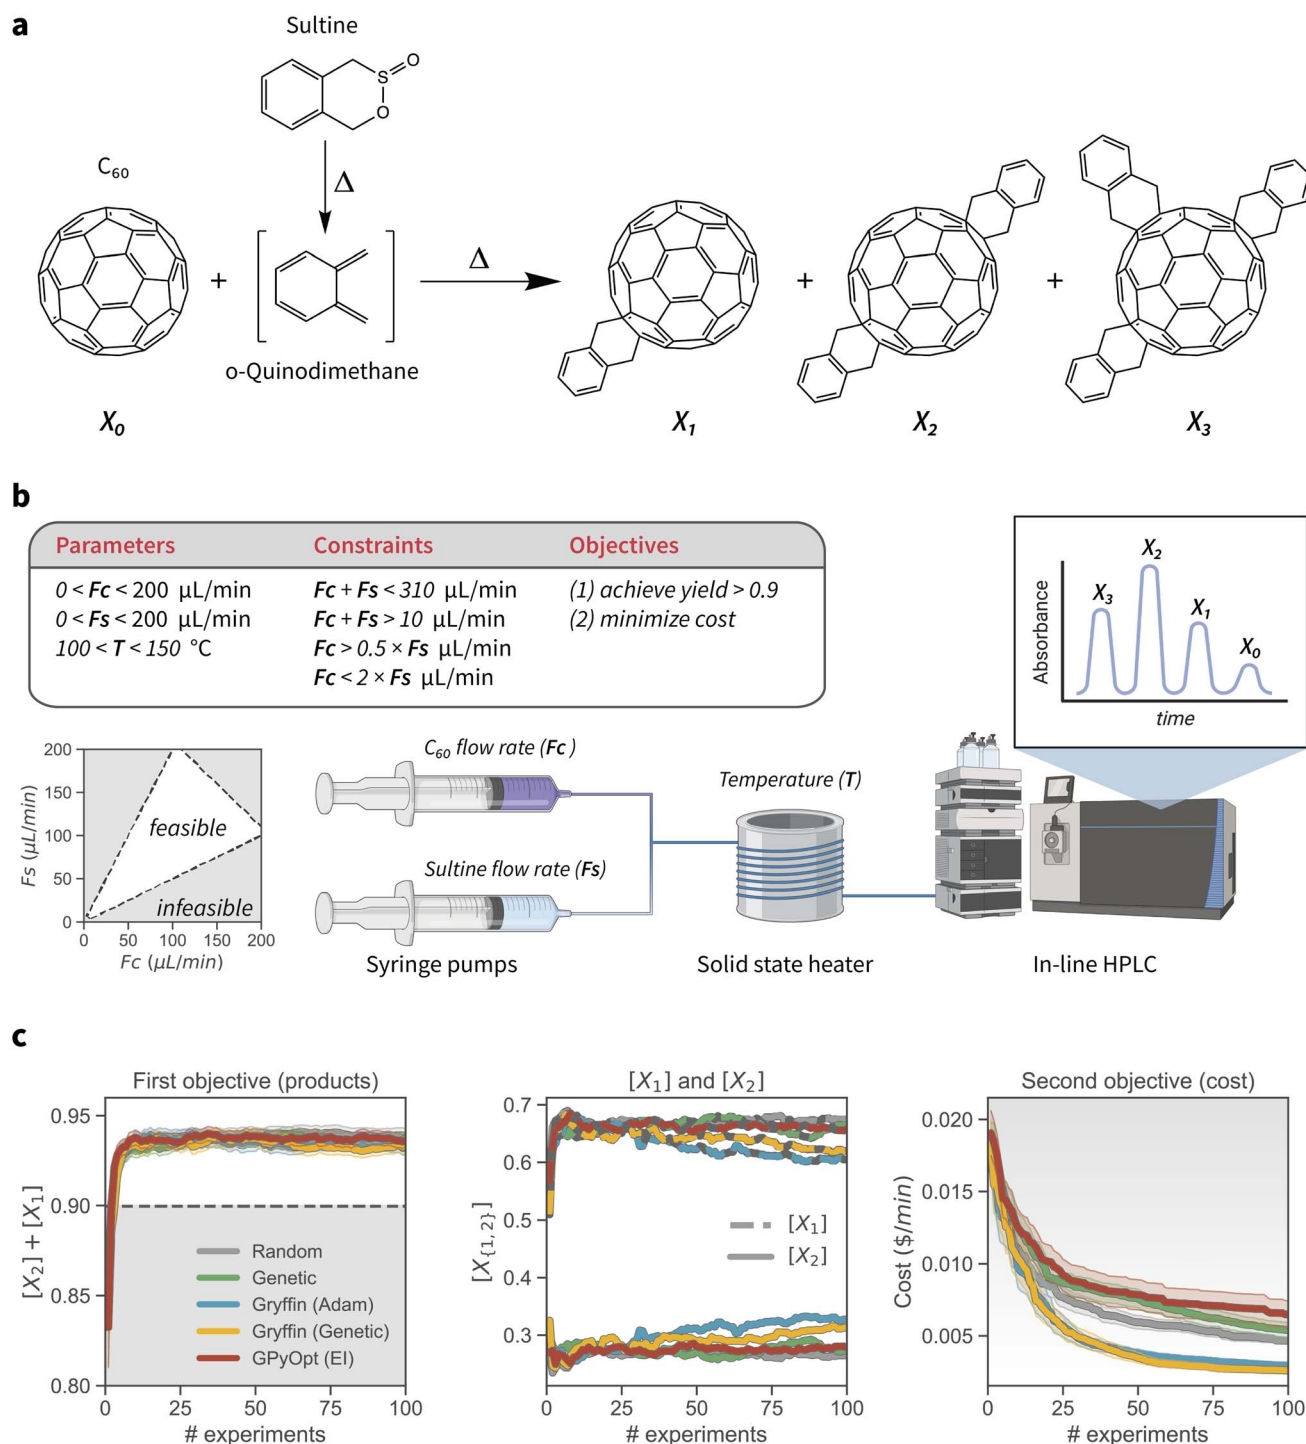 a
Sultine
S
O
O
C₆₀
Δ
+
Δ
+
+
o-Quinodimethane
X₀
X₁
X₂
X₃
b
Parameters Constraints Objectives
0 < Fc < 200 μL/min Fc + Fs < 310 μL/min (1) achieve yield > 0.9
0 < Fs < 200 μL/min Fc + Fs > 10 μL/min (2) minimize cost
100 < T < 150 °C Fc > 0.5 × Fs μL/min
Fc < 2 × Fs μL/min
Absorbance
X₃
X₂
X₁
X₀
time
200
150
100
50
0
Fs (μL/min)
feasible
infeasible
0 50 100 150 200
Fc (μL/min)
C₆₀ flow rate (Fc )
Sultine flow rate (Fs)
Temperature (T)
Syringe pumps
Solid state heater
In-line HPLC
c
First objective (products)
0.95
0.90
0.85
0.80
[X₂] + [X₁]
Random
Genetic
Gryffin (Adam)
Gryffin (Genetic)
GPyOpt (EI)
0 25 50 75 100
# experiments
[X₁] and [X₂]
0.7
0.6
0.5
0.4
0.3
[X{1, 2}]
[X₁]
[X₂]
0 25 50 75 100
# experiments
Second objective (cost)
0.020
0.015
0.010
0.005
Cost ($/min)
0 25 50 75 100
# experiments